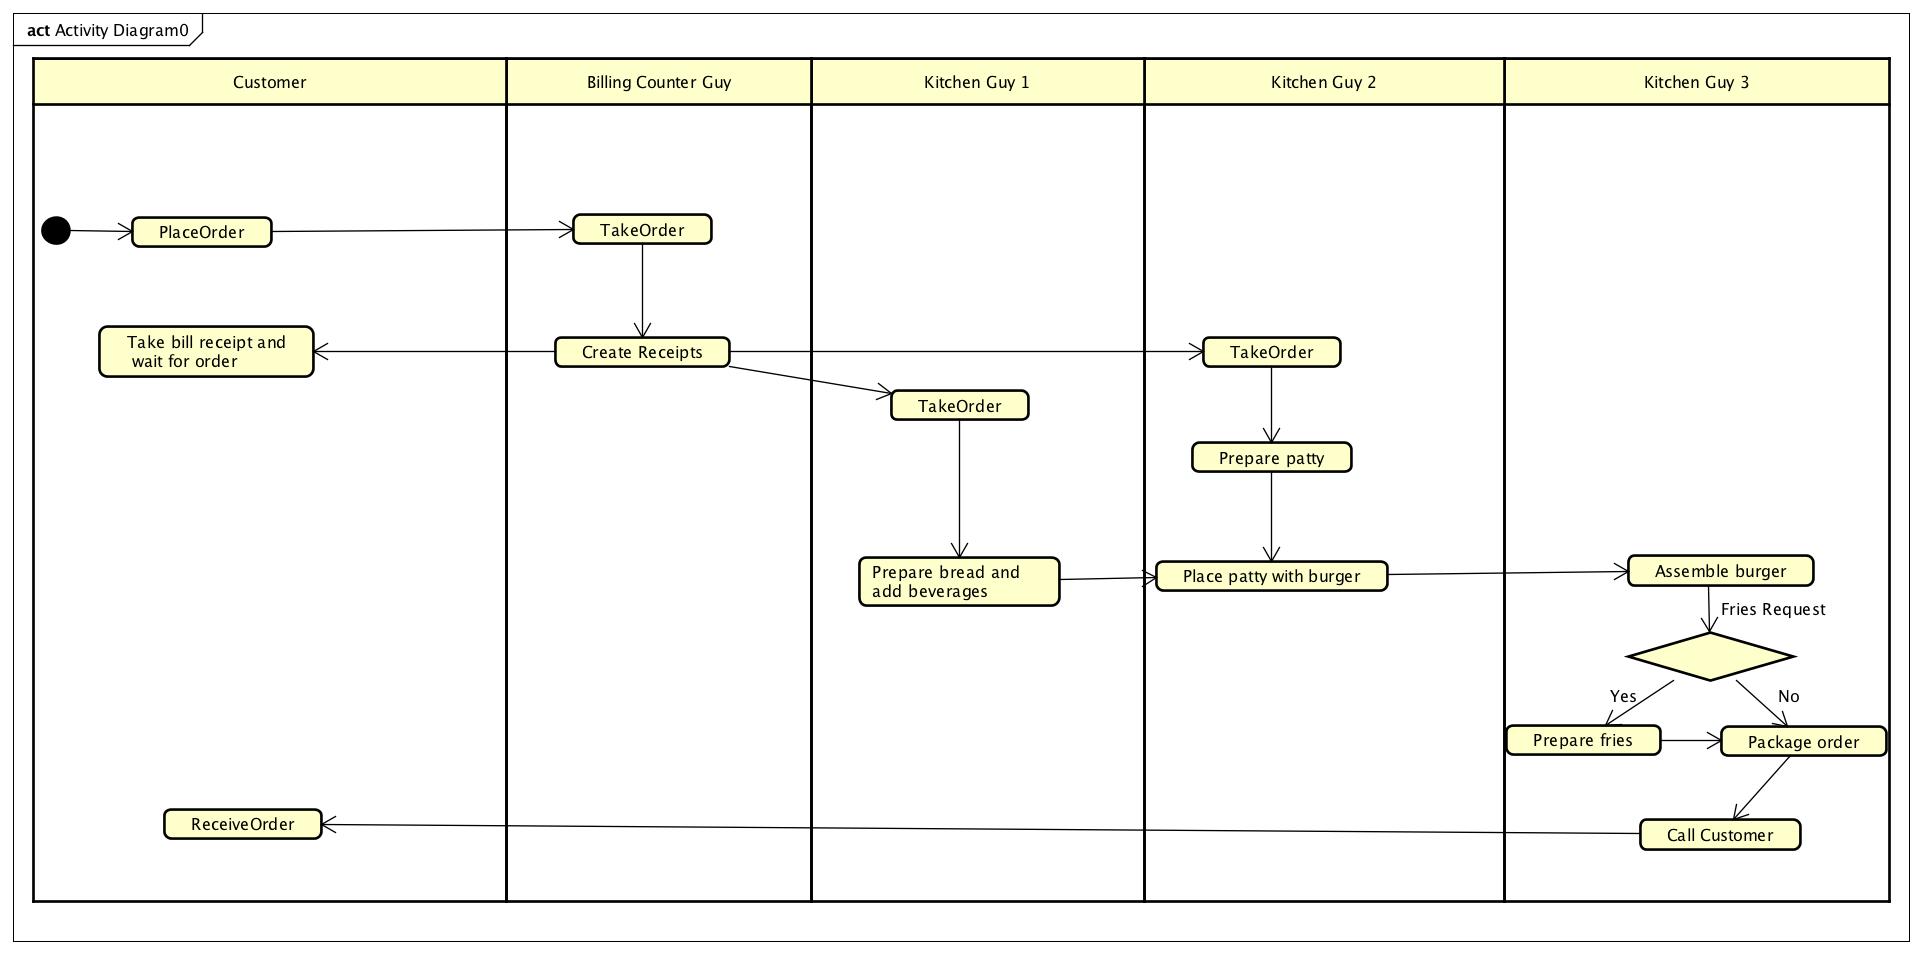 act Activity Diagram0
Customer
Billing Counter Guy
Kitchen Guy 1
Kitchen Guy 2
Kitchen Guy 3
PlaceOrder
TakeOrder
Take bill receipt and
wait for order
Create Receipts
TakeOrder
TakeOrder
Prepare patty
Prepare bread and
add beverages
Place patty with burger
Assemble burger
Fries Request
Yes
No
Prepare fries
Package order
ReceiveOrder
Call Customer